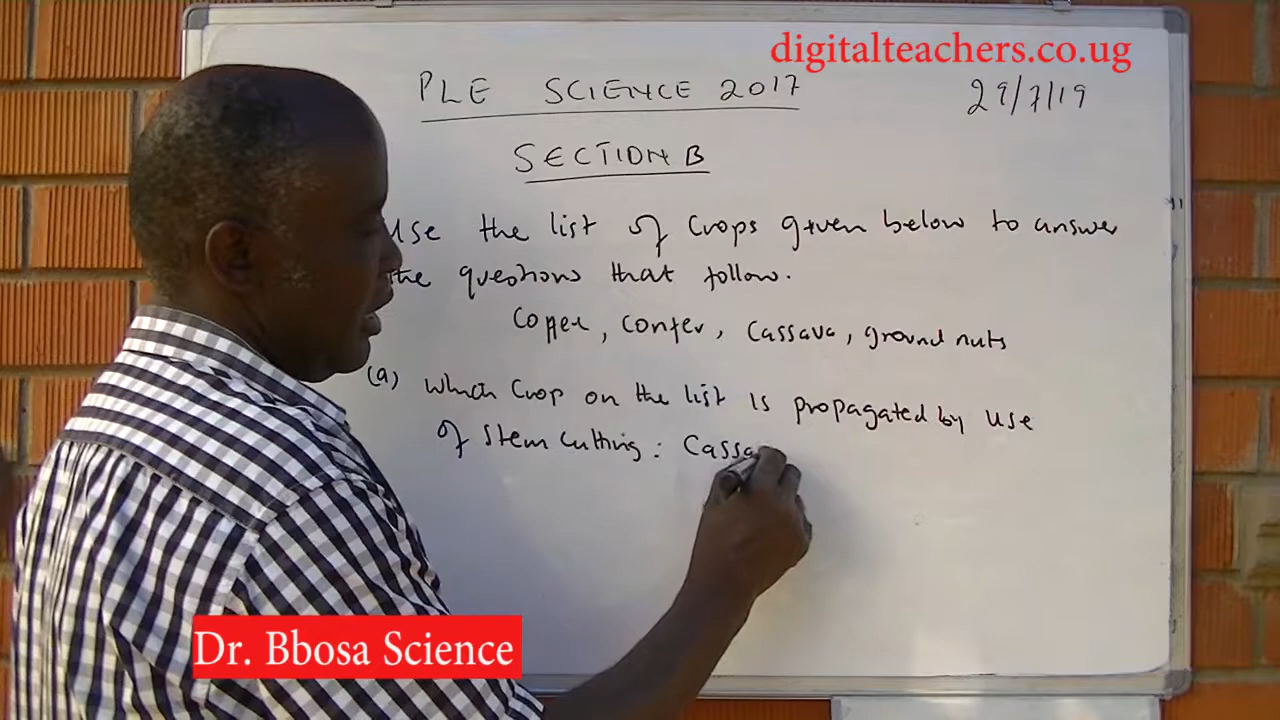 digitalteachers.co.ug
PLE SCIENCE 2017
29/7/19
SECTION B
Use the list of Crops given below to answer
the questions that follow.
Coffee, Conifer, Cassava, ground nuts
(a) Which Crop on the list is propagated by use
of Stem Cutting: Cassa
Dr. Bbosa Science